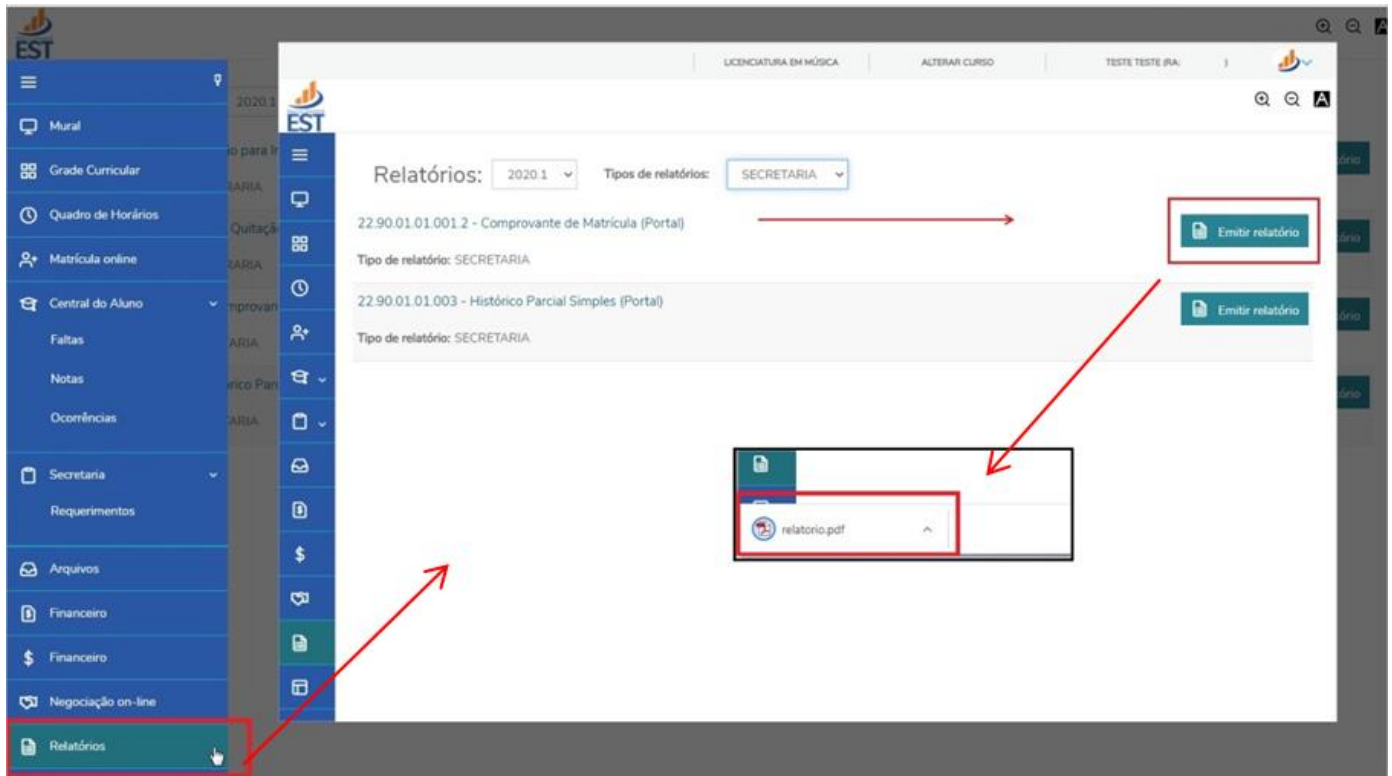 EST
Mural
Grade Curricular
Quadro de Horários
Matrícula online
Central do Aluno
Faltas
Notas
Ocorrências
Secretaria
Requerimentos
Arquivos
Financeiro
Financeiro
Negociação on-line
Relatórios
2020.1
LICENCIATURA EM MÚSICA ALTERAR CURSO TESTE TESTE (RA: )
EST
A
Relatórios: 2020.1 Tipos de relatórios: SECRETARIA
22.90.01.01.001.2 - Comprovante de Matrícula (Portal)
Emitir relatório
Tipo de relatório: SECRETARIA
22.90.01.01.003 - Histórico Parcial Simples (Portal)
Emitir relatório
Tipo de relatório: SECRETARIA
relatorio.pdf